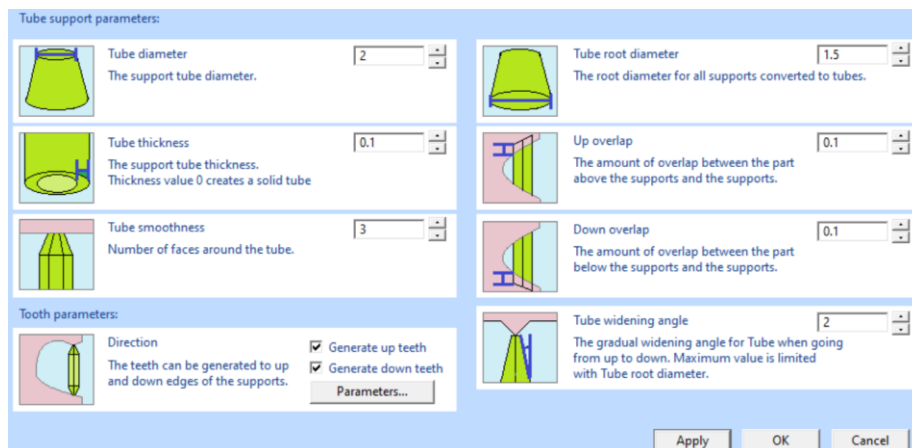 Tube support parameters:
Tube diameter
2
The support tube diameter.
Tube thickness
0.1
The support tube thickness.
Thickness value 0 creates a solid tube
Tube smoothness
3
Number of faces around the tube.
Tooth parameters:
Direction
The teeth can be generated to up
and down edges of the supports.
Generate up teeth
Generate down teeth
Parameters...
Tube root diameter
1.5
The root diameter for all supports converted to tubes.
Up overlap
0.1
The amount of overlap between the part
above the supports and the supports.
Down overlap
0.1
The amount of overlap between the part
below the supports and the supports.
Tube widening angle
2
The gradual widening angle for Tube when going
from up to down. Maximum value is limited
with Tube root diameter.
Apply
OK
Cancel